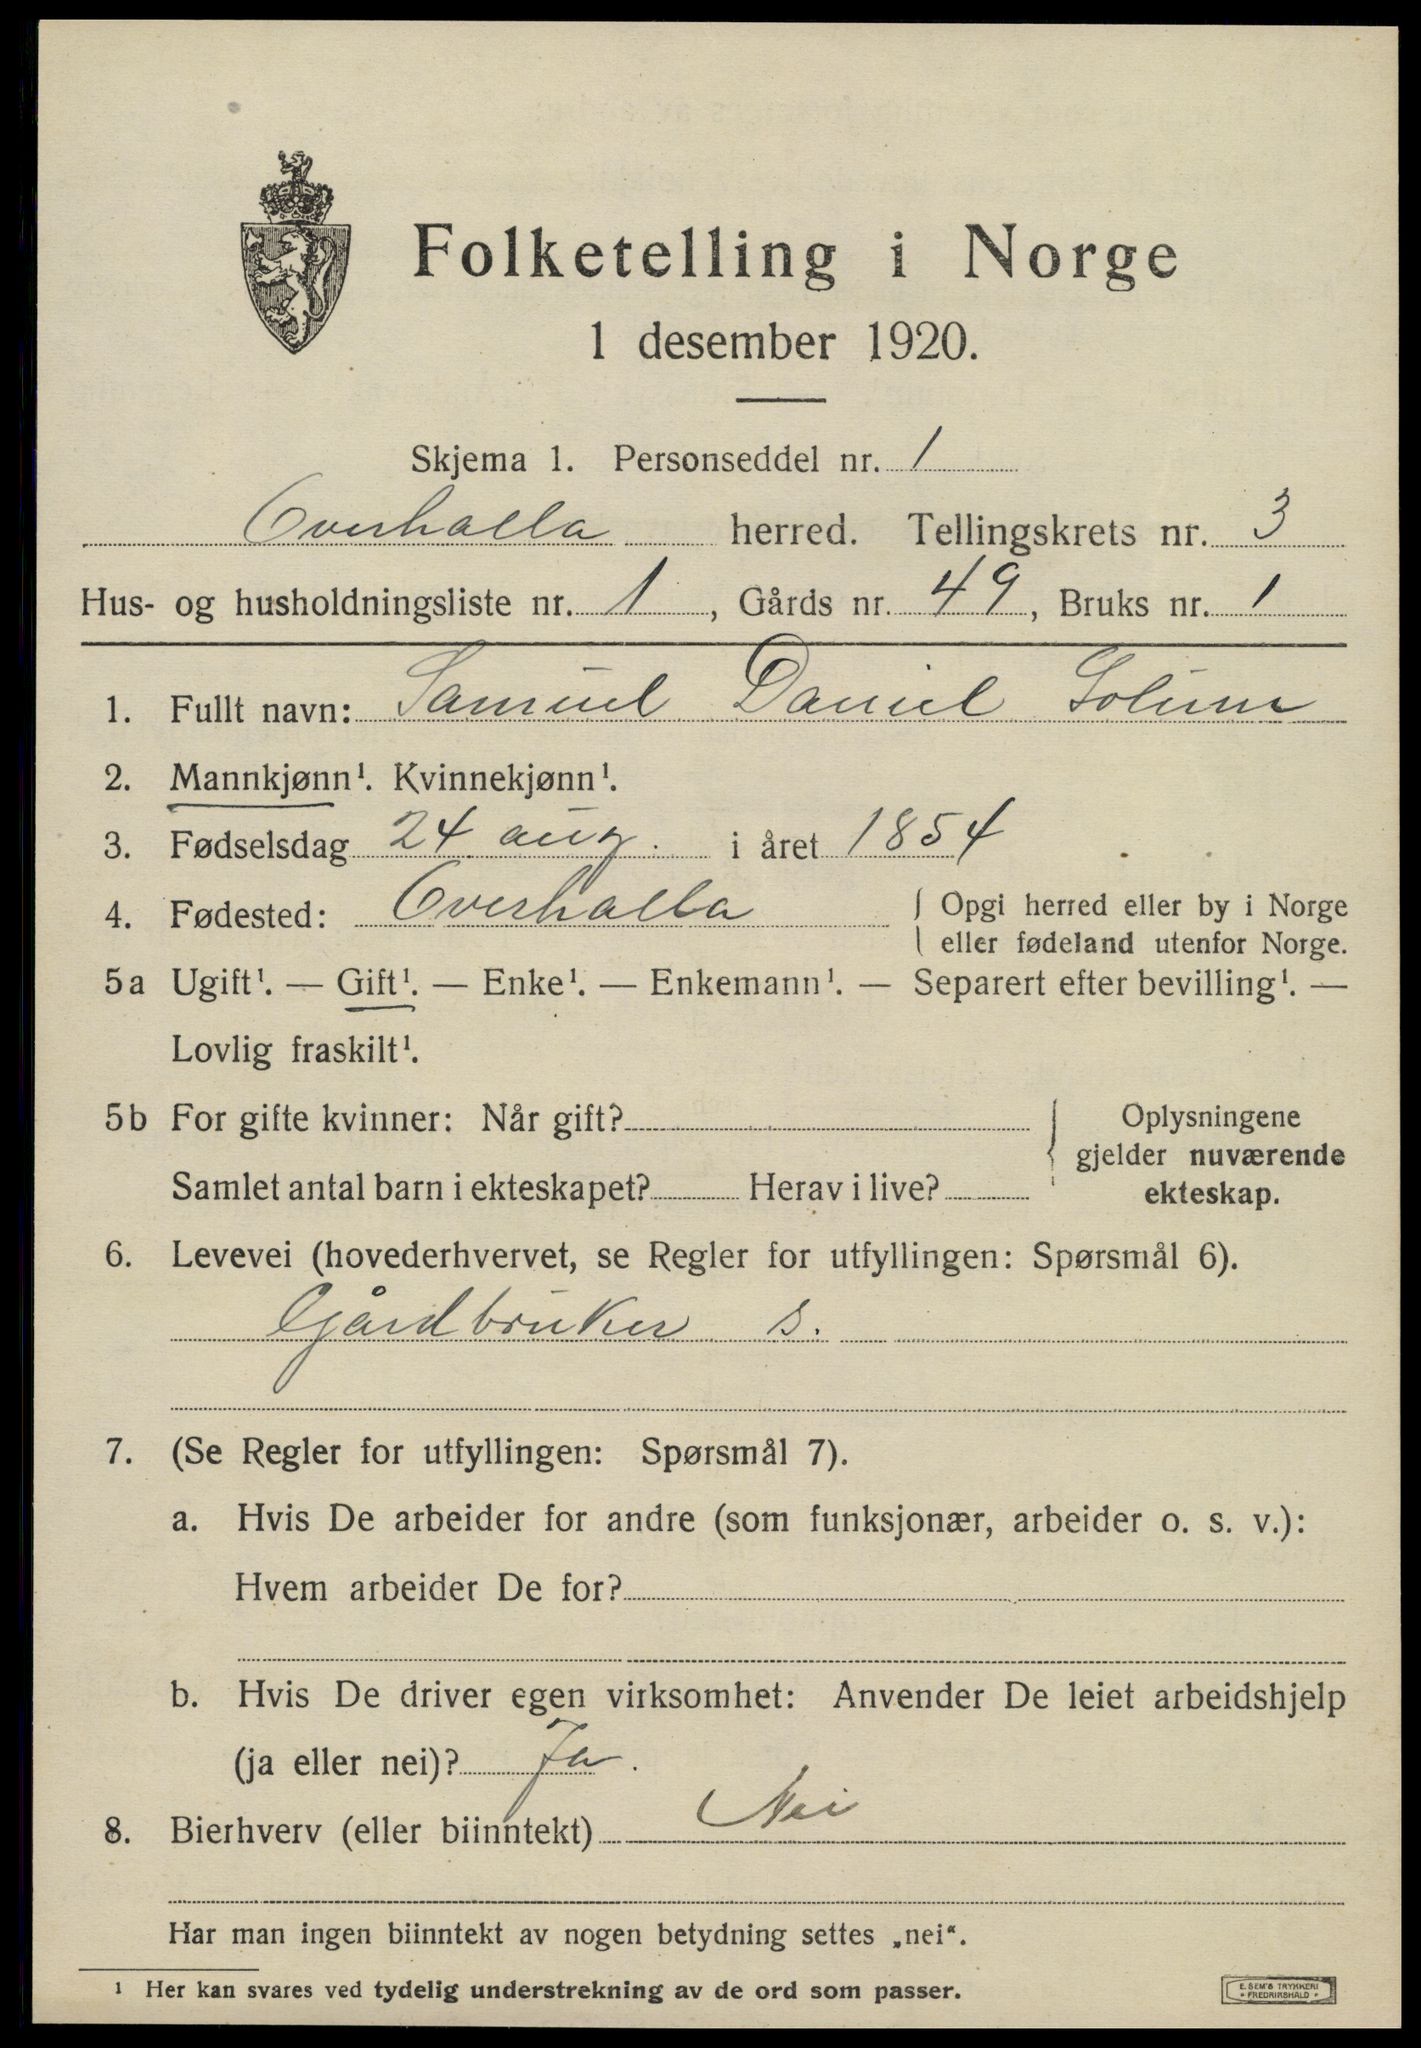 Folketelling i Norge
1 desember 1920.
Skjema 1. Personseddel nr. 1
Overhalla herred. Tellingskrets nr. 3
Hus- og husholdningsliste nr. 1, Gårds nr. 49, Bruks nr. 1
1. Fullt navn: Samuel Daniel Solum
2. Mannkjønn¹. Kvinnekjønn¹.
3. Fødselsdag 24 aug. i året 1854
4. Fødested: Overhalla { Opgi herred eller by i Norge
eller fødeland utenfor Norge.
5a Ugift¹. — Gift¹. — Enke¹. — Enkemann¹. — Separert efter bevilling¹. —
Lovlig fraskilt¹.
5b For gifte kvinner: Når gift? { Oplysningene
gjelder nuværende
Samlet antal barn i ekteskapet? Herav i live? ekteskap.
6. Levevei (hovederhvervet, se Regler for utfyllingen: Spørsmål 6).
Gårdbruker s.
7. (Se Regler for utfyllingen: Spørsmål 7).
a. Hvis De arbeider for andre (som funksjonær, arbeider o. s. v.):
Hvem arbeider De for?
b. Hvis De driver egen virksomhet: Anvender De leiet arbeidshjelp
(ja eller nei)? Ja.
8. Bierhverv (eller biinntekt) Nei
Har man ingen biinntekt av nogen betydning settes „nei“.
¹ Her kan svares ved tydelig understrekning av de ord som passer.
E. SEM'S TRYKKERI
• FREDRIKSHALD •